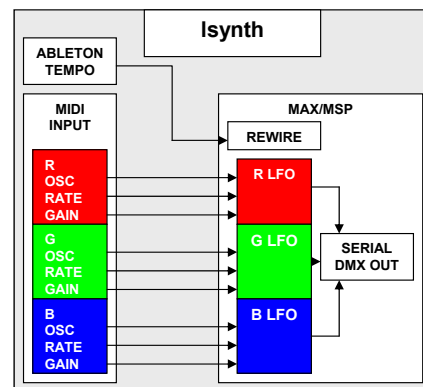 Isynth
ABLETON
TEMPO
MIDI
INPUT
R
OSC
RATE
GAIN
G
OSC
RATE
GAIN
B
OSC
RATE
GAIN
MAX/MSP
REWIRE
R LFO
G LFO
B LFO
SERIAL
DMX OUT